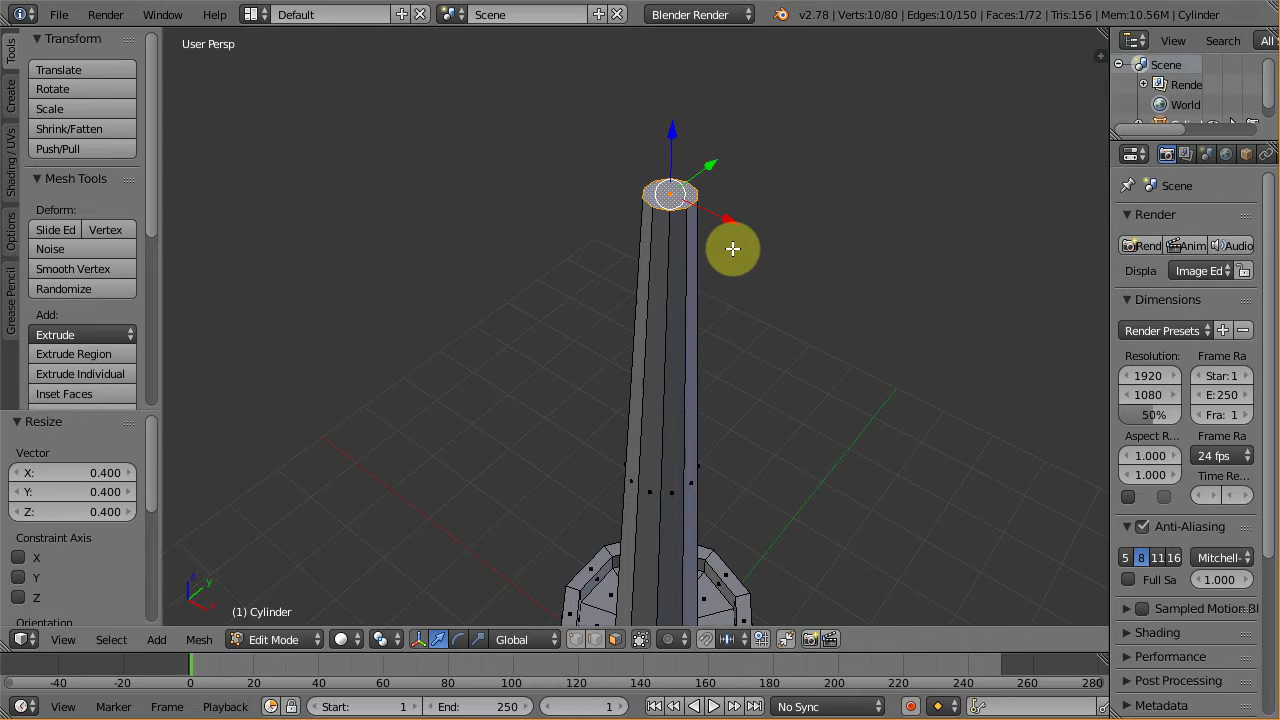 File Render Window Help Default Scene Blender Render v2.78 | Verts:10/80 | Edges:10/150 | Faces:1/72 | Tris:156 | Mem:10.56M | Cylinder
User Persp
Tools
Create
Shading / UVs
Options
Grease Pencil
Transform
Translate
Rotate
Scale
Shrink/Fatten
Push/Pull
Mesh Tools
Deform:
Slide Ed Vertex
Noise
Smooth Vertex
Randomize
Add:
Extrude
Extrude Region
Extrude Individual
Inset Faces
Resize
Vector
X: 0.400
Y: 0.400
Z: 0.400
Constraint Axis
X
Y
Z
Orientation
z
y
x
(1) Cylinder
View Select Add Mesh Edit Mode Global
-40 -20 0 20 40 60 80 100 120 140 160 180 200 220 240 260 280
View Marker Frame Playback Start: 1 End: 250 1 No Sync
View Search All S
Scene
Rende
World
Scene
Render
Rend Anim Audio
Displa Image Ed
Dimensions
Render Presets
Resolution: Frame Ra
1920 Star: 1
1080 E: 250
50% Fra: 1
Aspect R... Frame Ra
1.000 24 fps
1.000 Time Re...
Anti-Aliasing
5 8 11 16 Mitchell-
Full Sa 1.000
Sampled Motion Bl
Shading
Performance
Post Processing
Metadata